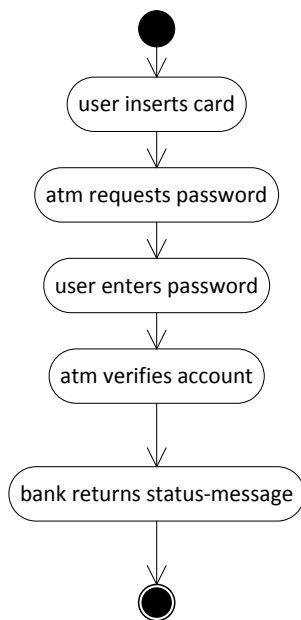 user inserts card
atm requests password
user enters password
atm verifies account
bank returns status-message